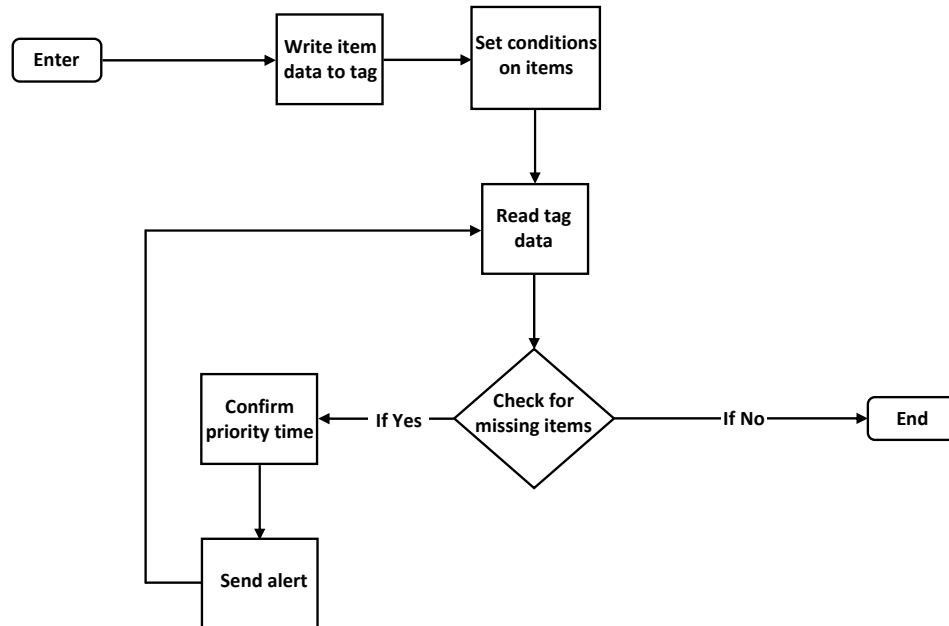 Enter
Write item
data to tag
Set conditions
on items
Read tag
data
Check for
missing items
If Yes
If No
End
Confirm
priority time
Send alert